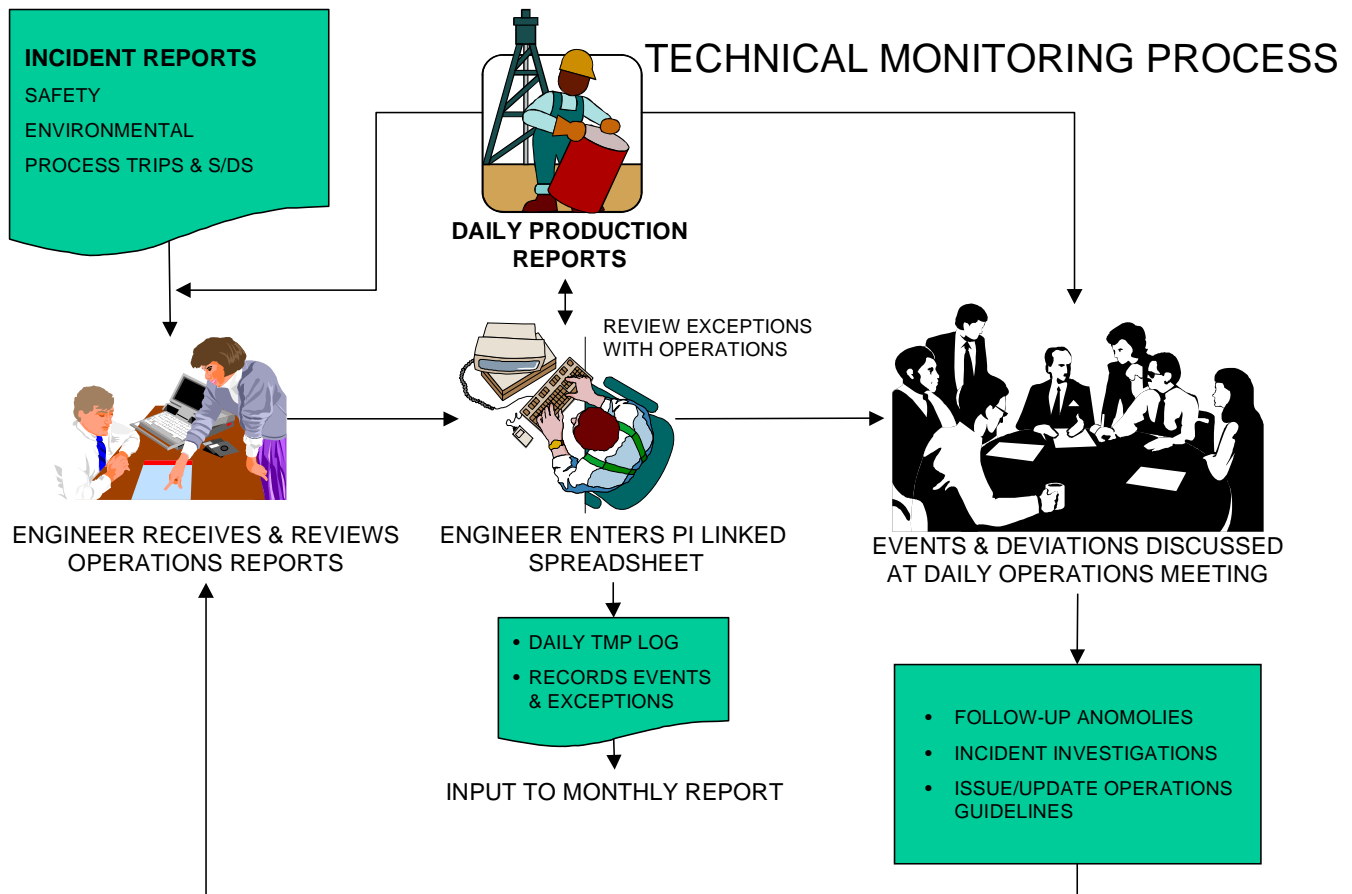 TECHNICAL MONITORING PROCESS
INCIDENT REPORTS
SAFETY
ENVIRONMENTAL
PROCESS TRIPS & S/DS
DAILY PRODUCTION
REPORTS
REVIEW EXCEPTIONS
WITH OPERATIONS
ENGINEER RECEIVES & REVIEWS
OPERATIONS REPORTS
ENGINEER ENTERS PI LINKED
SPREADSHEET
EVENTS & DEVIATIONS DISCUSSED
AT DAILY OPERATIONS MEETING
• DAILY TMP LOG
• RECORDS EVENTS
& EXCEPTIONS
INPUT TO MONTHLY REPORT
• FOLLOW-UP ANOMOLIES
• INCIDENT INVESTIGATIONS
• ISSUE/UPDATE OPERATIONS
GUIDELINES